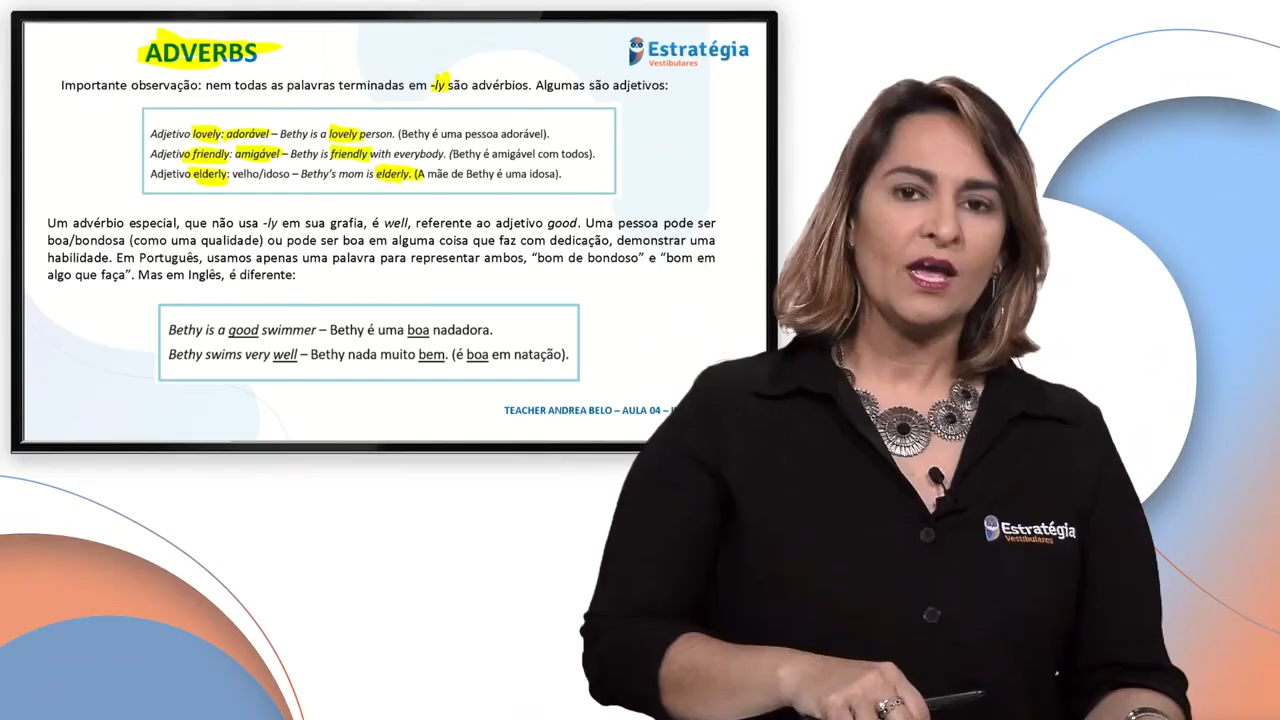 ADVERBS
Estratégia
Vestibulares
Importante observação: nem todas as palavras terminadas em -ly são advérbios. Algumas são adjetivos:
Adjetivo lovely: adorável – Bethy is a lovely person. (Bethy é uma pessoa adorável).
Adjetivo friendly: amigável – Bethy is friendly with everybody. (Bethy é amigável com todos).
Adjetivo elderly: velho/idoso – Bethy's mom is elderly. (A mãe de Bethy é uma idosa).
Um advérbio especial, que não usa -ly em sua grafia, é well, referente ao adjetivo good. Uma pessoa pode ser
boa/bondosa (como uma qualidade) ou pode ser boa em alguma coisa que faz com dedicação, demonstrar uma
habilidade. Em Português, usamos apenas uma palavra para representar ambos, “bom de bondoso” e “bom em
algo que faça”. Mas em Inglês, é diferente:
Bethy is a good swimmer – Bethy é uma boa nadadora.
Bethy swims very well – Bethy nada muito bem. (é boa em natação).
TEACHER ANDREA BELO – AULA 04 –
Estratégia
Vestibulares